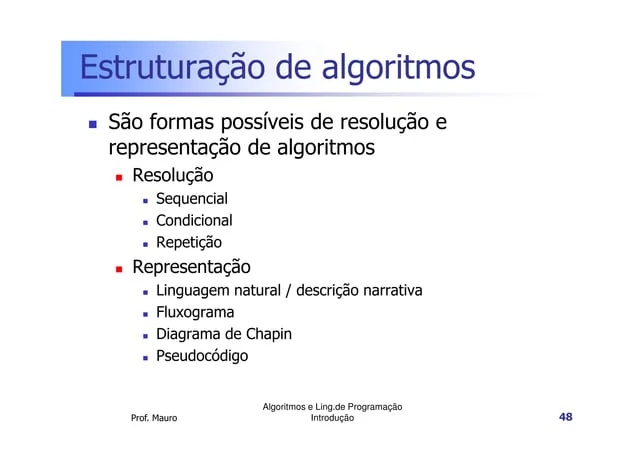 Estruturação de algoritmos
São formas possíveis de resolução e
representação de algoritmos
Resolução
Sequencial
Condicional
Repetição
Representação
Linguagem natural / descrição narrativa
Fluxograma
Diagrama de Chapin
Pseudocódigo
Prof. Mauro
Algoritmos e Ling.de Programação
Introdução
48